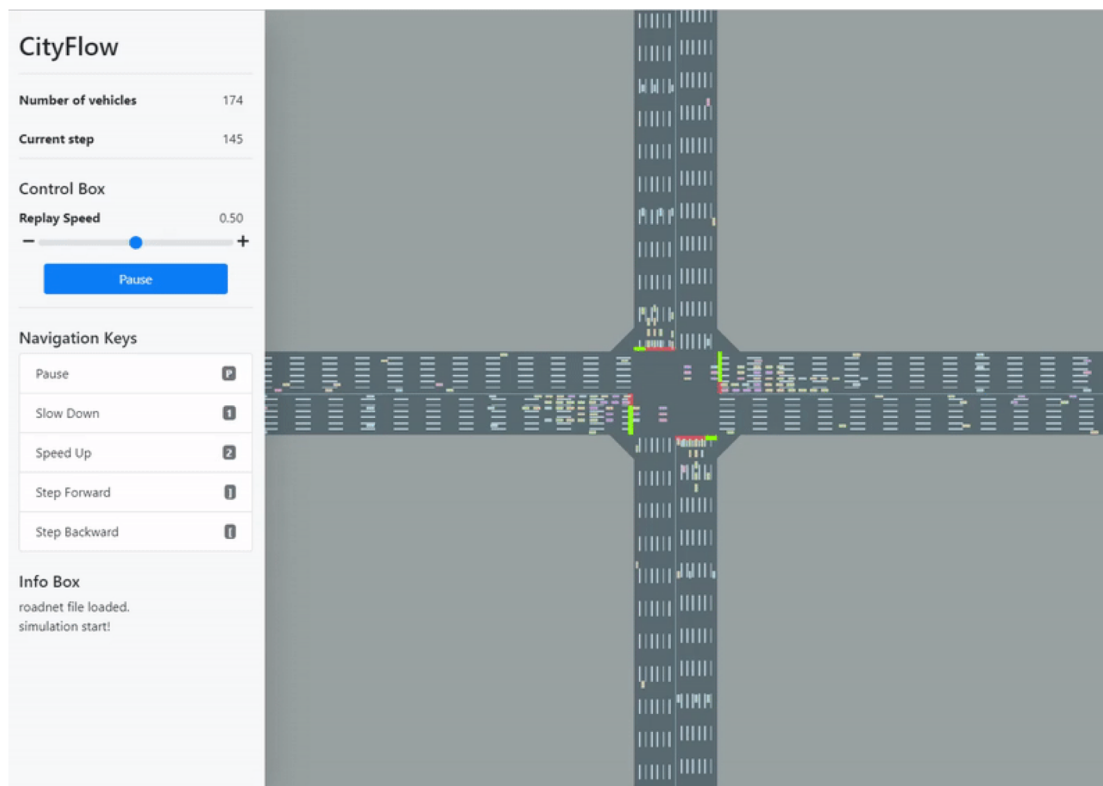 CityFlow
Number of vehicles 174
Current step 145
Control Box
Replay Speed 0.50
− +
Pause
Navigation Keys
Pause P
Slow Down 1
Speed Up 2
Step Forward ]
Step Backward [
Info Box
roadnet file loaded.
simulation start!